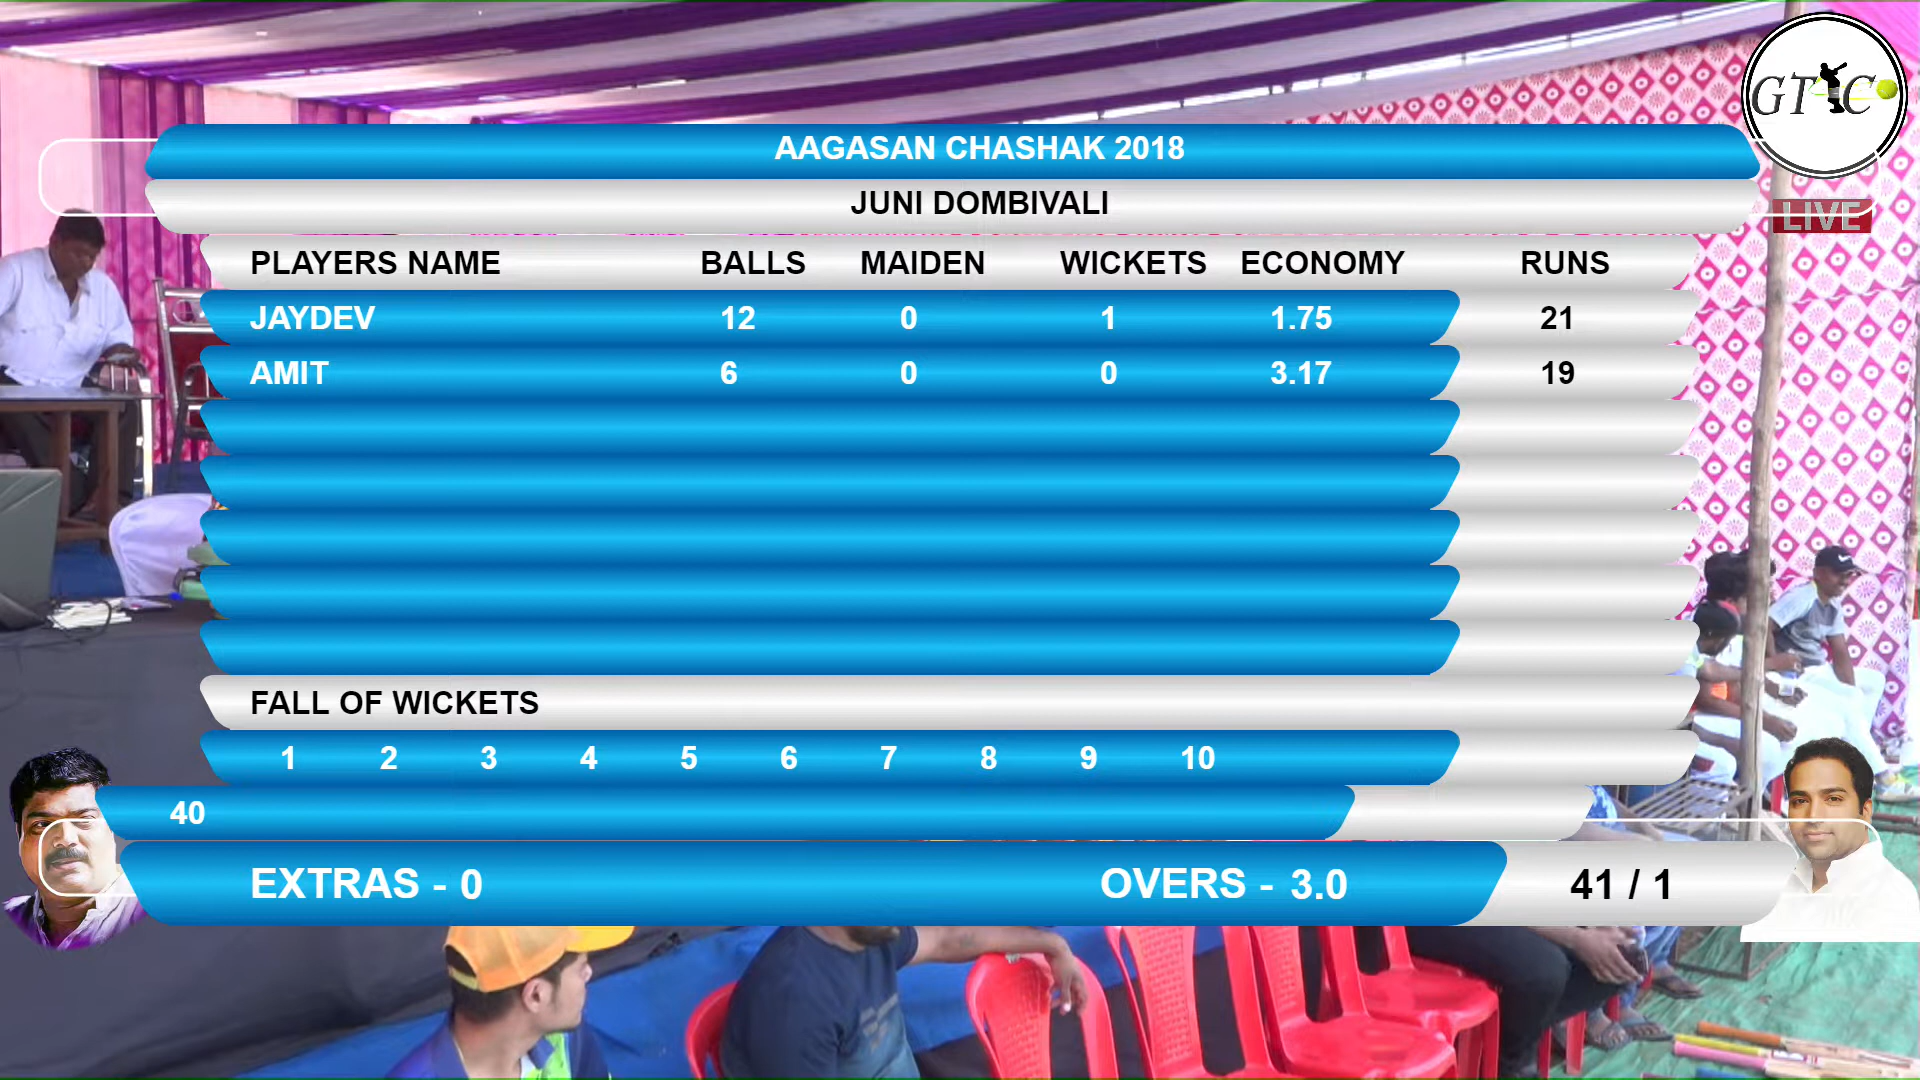 GTC
AAGASAN CHASHAK 2018
JUNI DOMBIVALI
LIVE
PLAYERS NAME BALLS MAIDEN WICKETS ECONOMY RUNS
JAYDEV 12 0 1 1.75 21
AMIT 6 0 0 3.17 19
FALL OF WICKETS
1 2 3 4 5 6 7 8 9 10
40
EXTRAS - 0 OVERS - 3.0 41 / 1